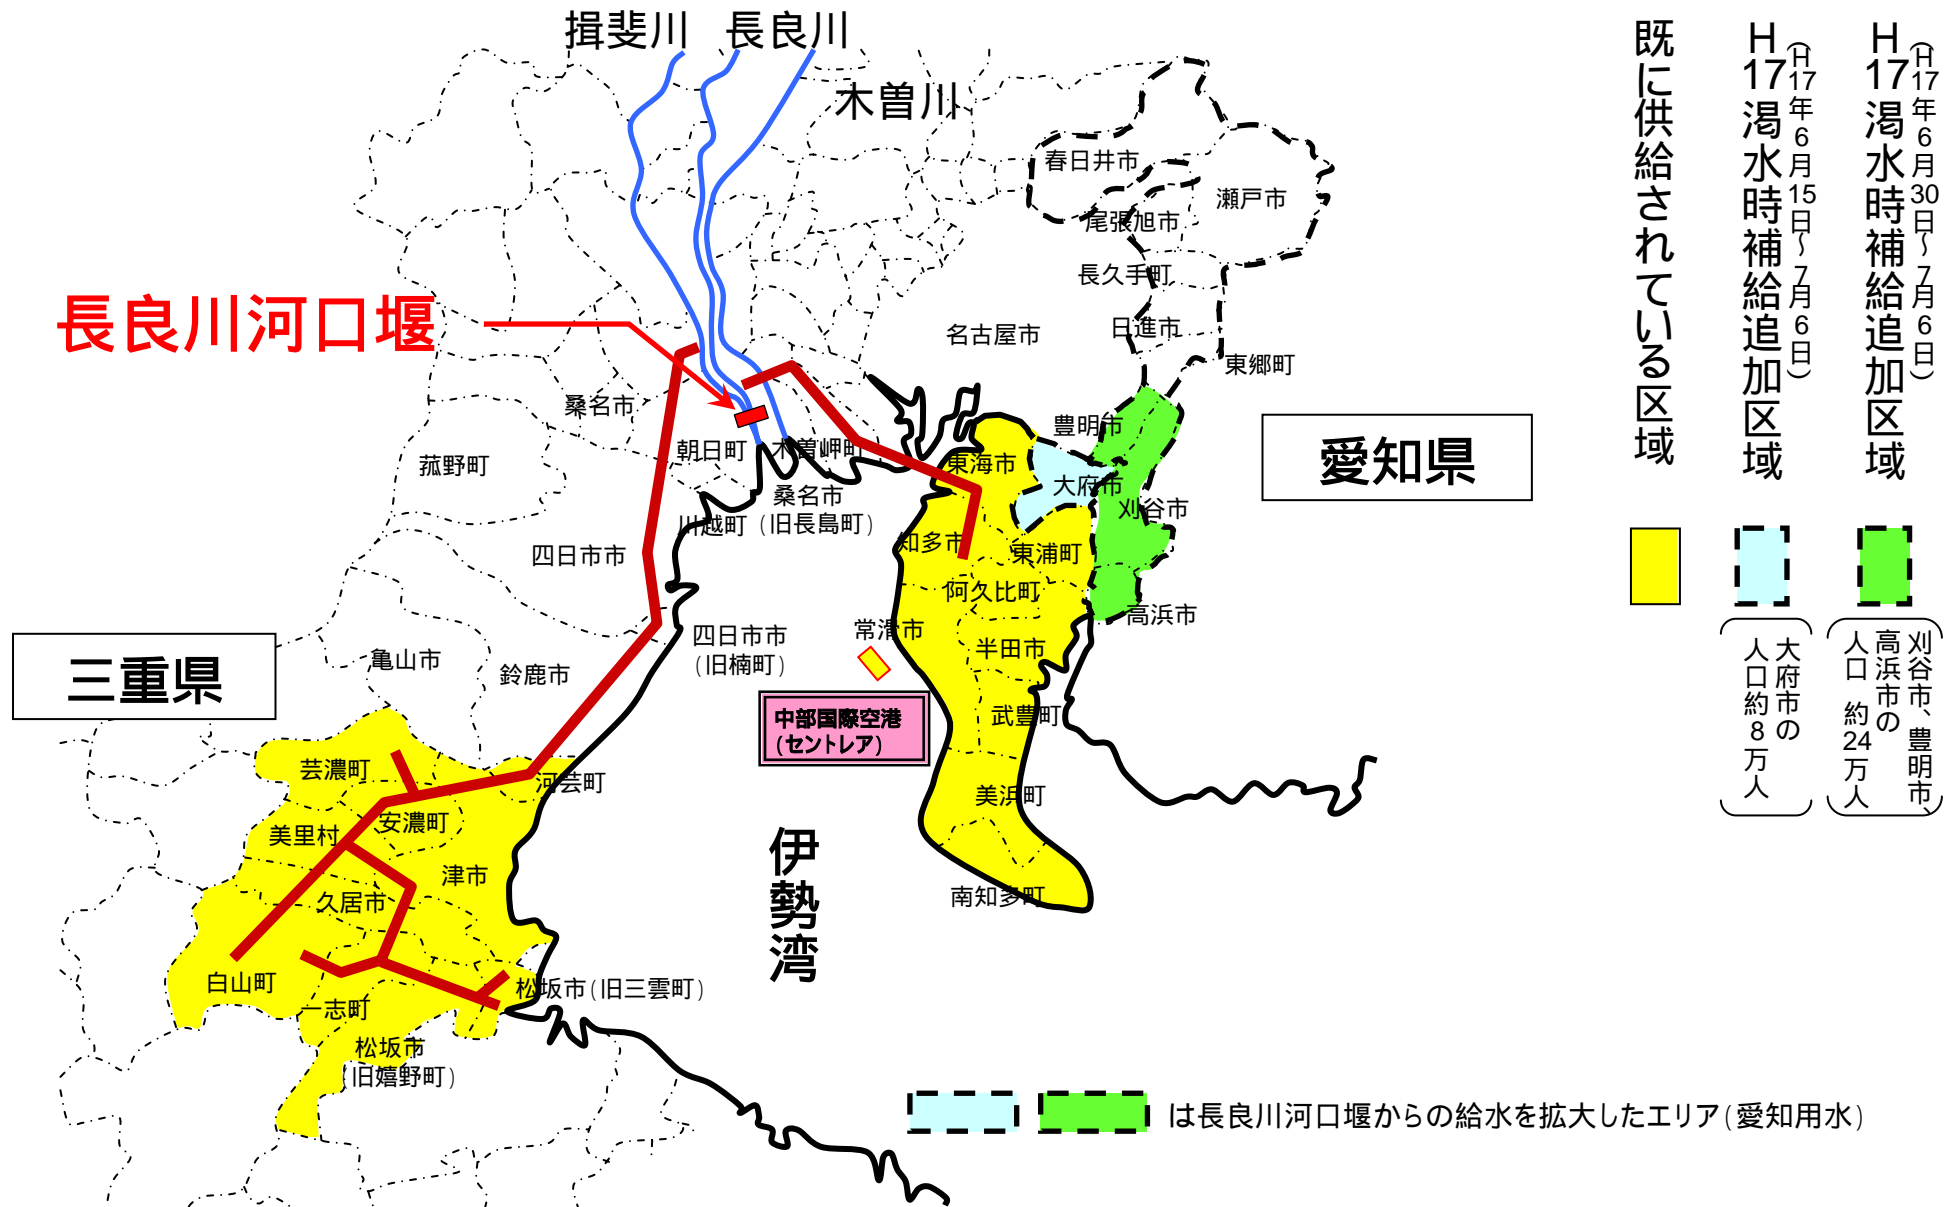 揖斐川
長良川
木曽川
春日井市
瀬戸市
尾張旭市
長久手町
日進市
東郷町
名古屋市
豊明市
長良川河口堰
桑名市
朝日町
木曽岬町
桑名市
(旧長島町)
川越町
菰野町
四日市市
四日市市
(旧楠町)
東海市
大府市
刈谷市
知多市
東浦町
阿久比町
高浜市
常滑市
半田市
武豊町
美浜町
南知多町
愛知県
三重県
亀山市
鈴鹿市
中部国際空港
(セントレア)
伊勢湾
芸濃町
河芸町
安濃町
美里村
津市
久居市
白山町
一志町
松坂市(旧三雲町)
松坂市
(旧嬉野町)
H17渇水時補給追加区域
(H17年6月30日~7月6日)
刈谷市、豊明市、
高浜市の
人口 約24万人
H17渇水時補給追加区域
(H17年6月15日~7月6日)
大府市の
人口約8万人
既に供給されている区域
は長良川河口堰からの給水を拡大したエリア(愛知用水)